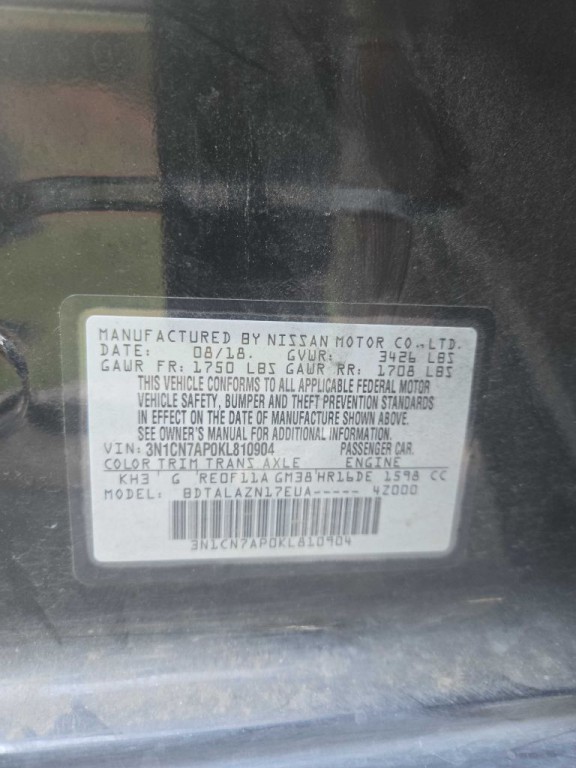 MANUFACTURED BY NISSAN MOTOR CO., LTD.
DATE: 08/18. GVWR: 3426 LBS
GAWR FR: 1750 LBS GAWR RR: 1708 LBS
THIS VEHICLE CONFORMS TO ALL APPLICABLE FEDERAL MOTOR
VEHICLE SAFETY, BUMPER AND THEFT PREVENTION STANDARDS
IN EFFECT ON THE DATE OF MANUFACTURE SHOWN ABOVE.
SEE OWNER'S MANUAL FOR ADDITIONAL INFORMATION.
VIN: 3N1CN7AP0KL810904 PASSENGER CAR.
COLOR TRIM TRANS AXLE ENGINE
KH3 G RE0F11A GM38 HR16DE 1598 CC
MODEL: BDTALAZN17EUA----- 4Z000
3N1CN7AP0KL810904